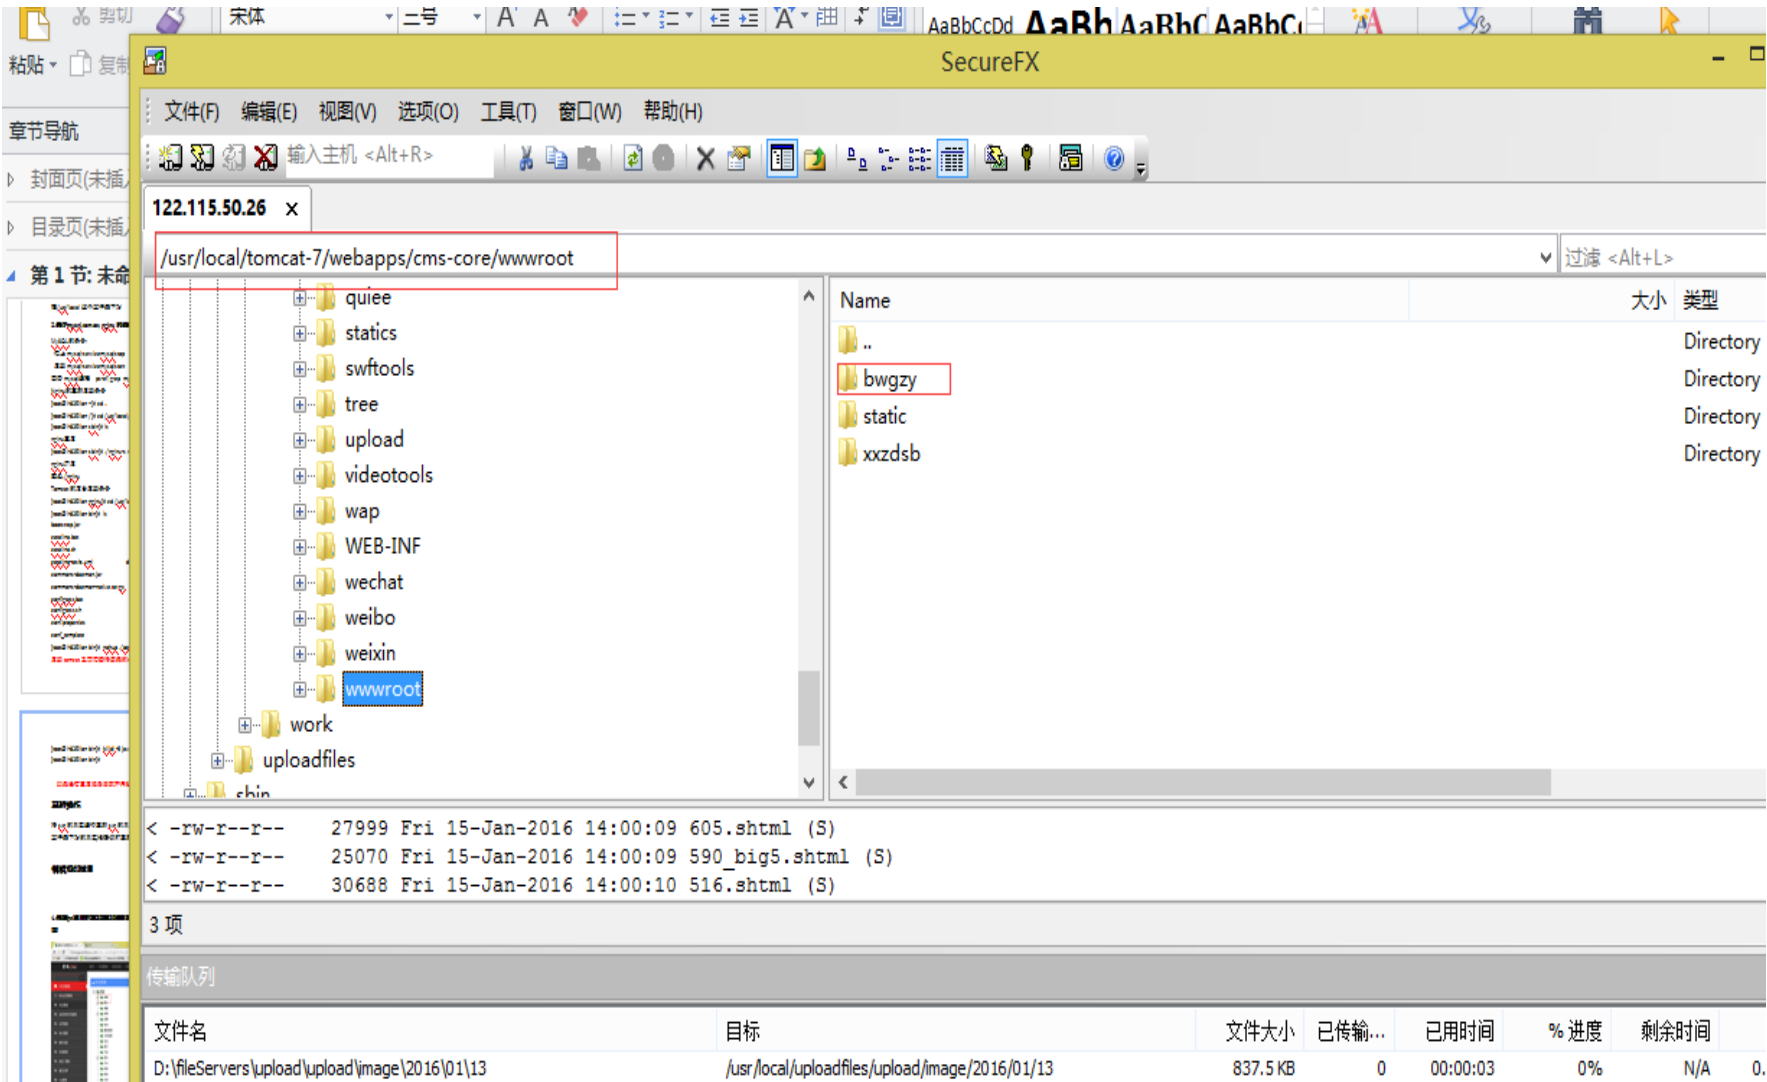 剪切
宋体
二号
AaBbCcDd AaBb AaBbC AaBbC
粘贴
复制
SecureFX
文件(F) 编辑(E) 视图(V) 选项(O) 工具(T) 窗口(W) 帮助(H)
章节导航
输入主机 <Alt+R>
封面页(未插
122.115.50.26 x
目录页(未插
/usr/local/tomcat-7/webapps/cms-core/wwwroot
过滤 <Alt+L>
第 1 节: 未命
quiee
statics
swftools
tree
upload
videotools
wap
WEB-INF
wechat
weibo
weixin
wwwroot
work
uploadfiles
sbin
Name 大小 类型
.. Directory
bwgzy Directory
static Directory
xxzdsb Directory
< -rw-r--r-- 27999 Fri 15-Jan-2016 14:00:09 605.shtml (S)
< -rw-r--r-- 25070 Fri 15-Jan-2016 14:00:09 590_big5.shtml (S)
< -rw-r--r-- 30688 Fri 15-Jan-2016 14:00:10 516.shtml (S)
3 项
传输队列
文件名 目标 文件大小 已传输... 已用时间 % 进度 剩余时间
D:\fileServers\upload\upload\image\2016\01\13 /usr/local/uploadfiles/upload/image/2016/01/13 837.5 KB 0 00:00:03 0% N/A 0.